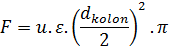 F = u . ε . (d_kolon / 2)² . π